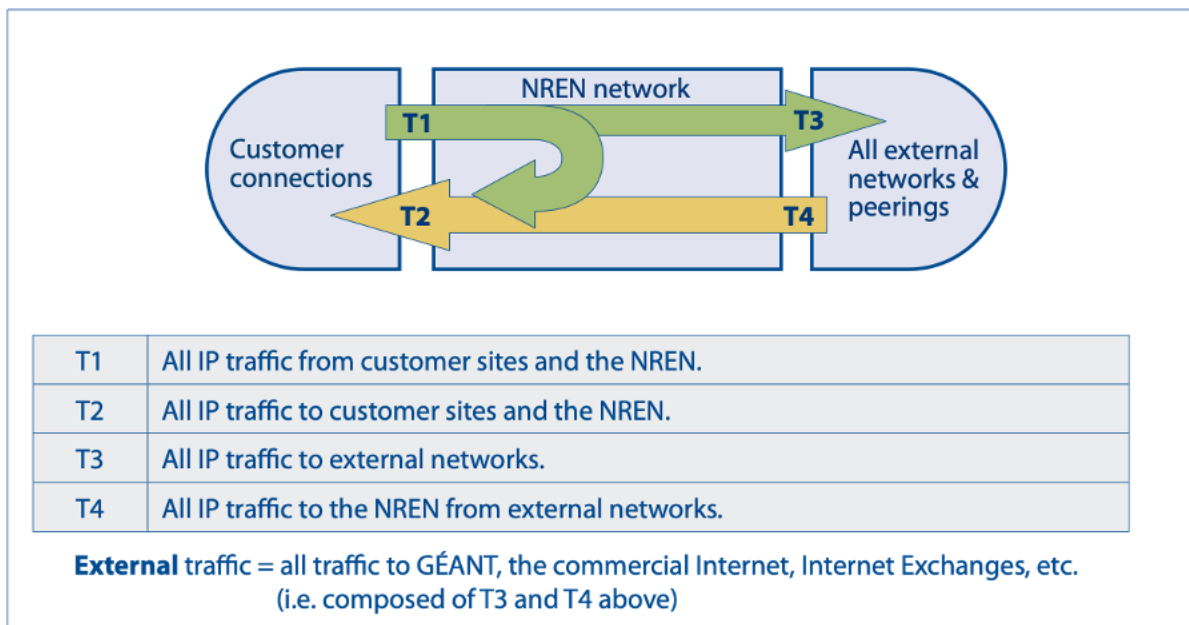 NREN network
T1
T3
Customer
connections
All external
networks &
peerings
T2
T4
T1 All IP traffic from customer sites and the NREN.
T2 All IP traffic to customer sites and the NREN.
T3 All IP traffic to external networks.
T4 All IP traffic to the NREN from external networks.
External traffic = all traffic to GÉANT, the commercial Internet, Internet Exchanges, etc.
(i.e. composed of T3 and T4 above)